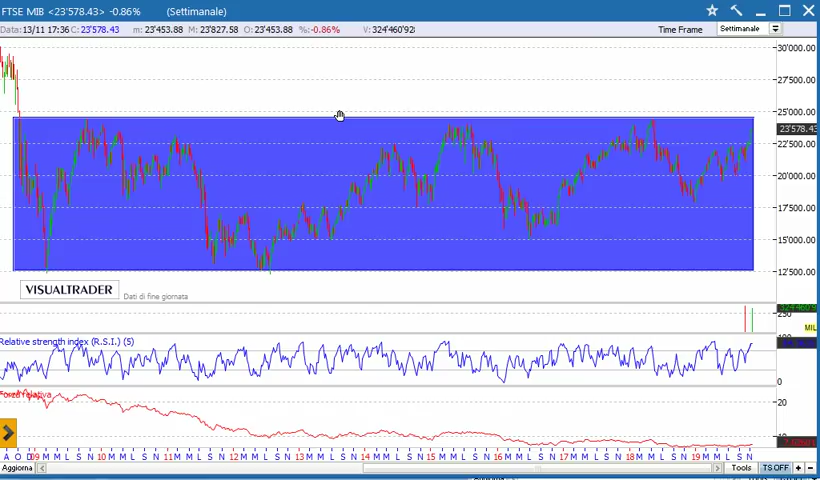 FTSE MIB <23'578.43> -0.86% (Settimanale)
Data:13/11 17:36 C:23'578.43 m: 23'453.88 M:23'827.58 O:23'453.88 %:-0.86% V:324'460'92 Time Frame Settimanale
30'000.00
27'500.00
25'000.00
23'578.43
22'500.00
20'000.00
17'500.00
15'000.00
12'500.00
VISUALTRADER Dati di fine giornata
250
MIL
Relative strength index (R.S.I.) (5)
100
0
Forza relativa
20
10
A O D 09 M M L S N 10 M M L S N 11 M M L S N 12 M M L S N 13 M M L S N 14 M M L S N 15 M M L S N 16 M M L S N 17 M M L S N 18 M M L S N 19 M M L S N
Aggiorna Tools TS OFF